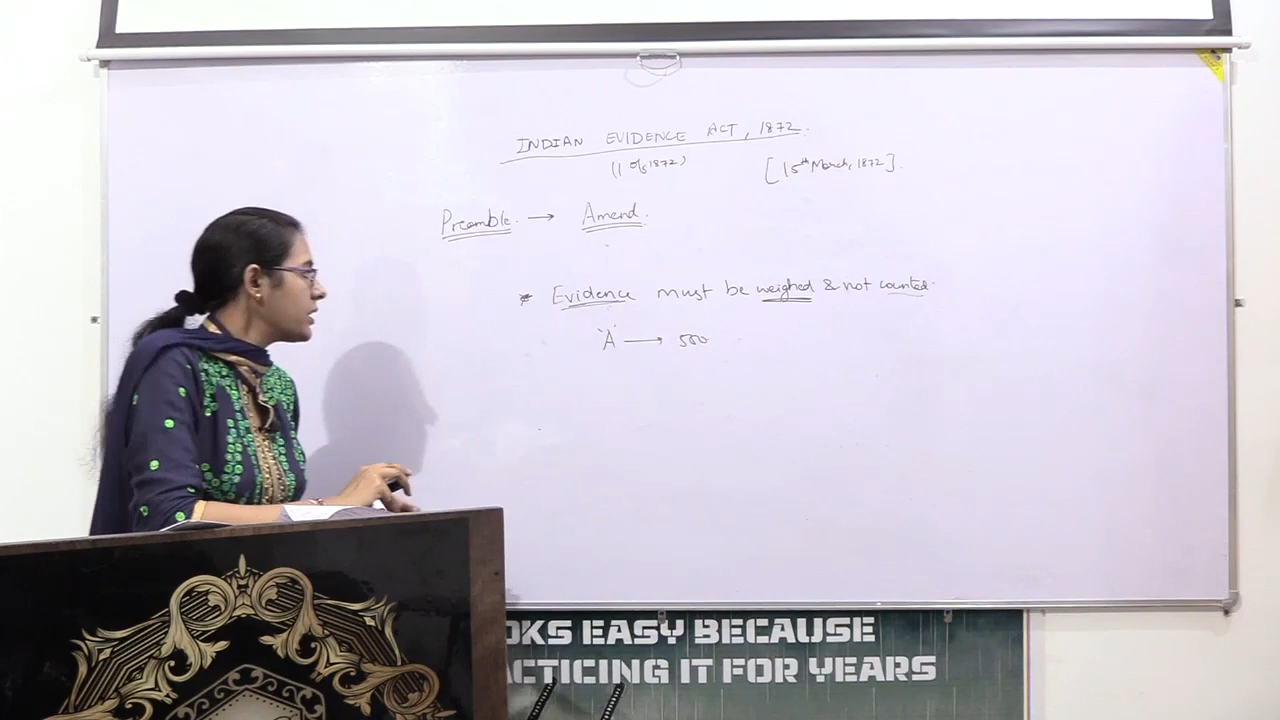 INDIAN EVIDENCE ACT, 1872.
(1 of 1872) [15th March, 1872].
Preamble. → Amend.
* Evidence must be weighed & not counted.
'A' → 500
OKS EASY BECAUSE
ACTICING IT FOR YEARS